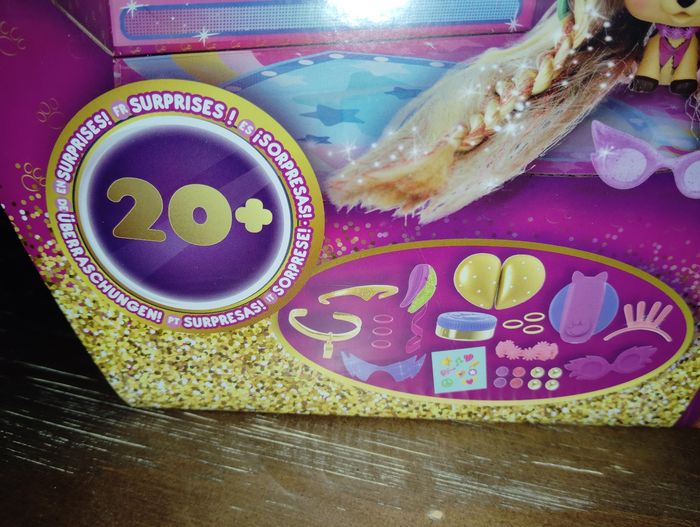 20+
EN SURPRISES! FR SURPRISES ! ES ¡SORPRESAS!
IT SORPRESE! PT SURPRESAS! DE ÜBERRASCHUNGEN!